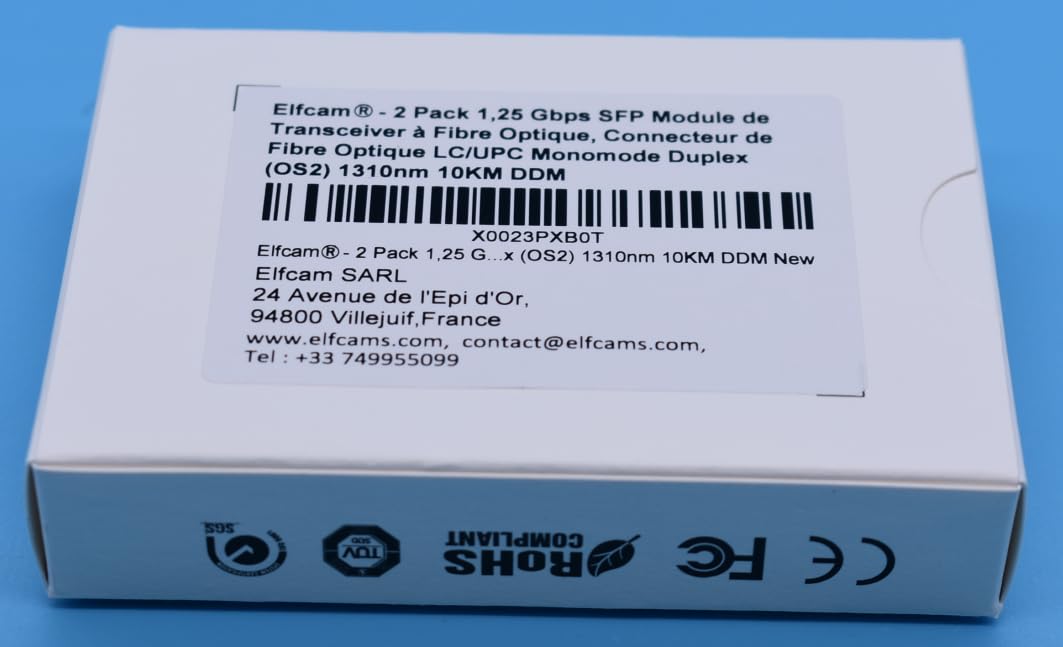 Elfcam® - 2 Pack 1,25 Gbps SFP Module de
Transceiver à Fibre Optique, Connecteur de
Fibre Optique LC/UPC Monomode Duplex
(OS2) 1310nm 10KM DDM
X0023PXB0T
Elfcam® - 2 Pack 1,25 G...x (OS2) 1310nm 10KM DDM New
Elfcam SARL
24 Avenue de l'Epi d'Or,
94800 Villejuif,France
www.elfcams.com, contact@elfcams.com,
Tel : +33 749955099
CE FC RoHS
COMPLIANT
TÜV
SGS